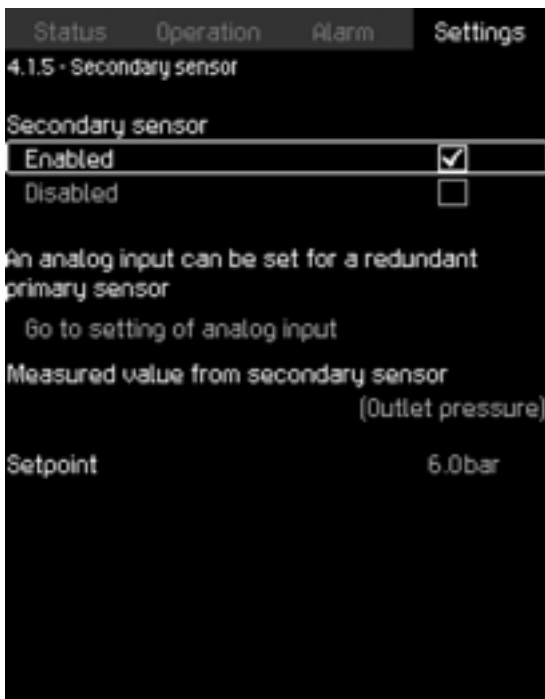 Status Operation Alarm Settings
4.1.5 - Secondary sensor
Secondary sensor
Enabled
Disabled
An analog input can be set for a redundant
primary sensor
Go to setting of analog input
Measured value from secondary sensor
(Outlet pressure)
Setpoint 6.0bar